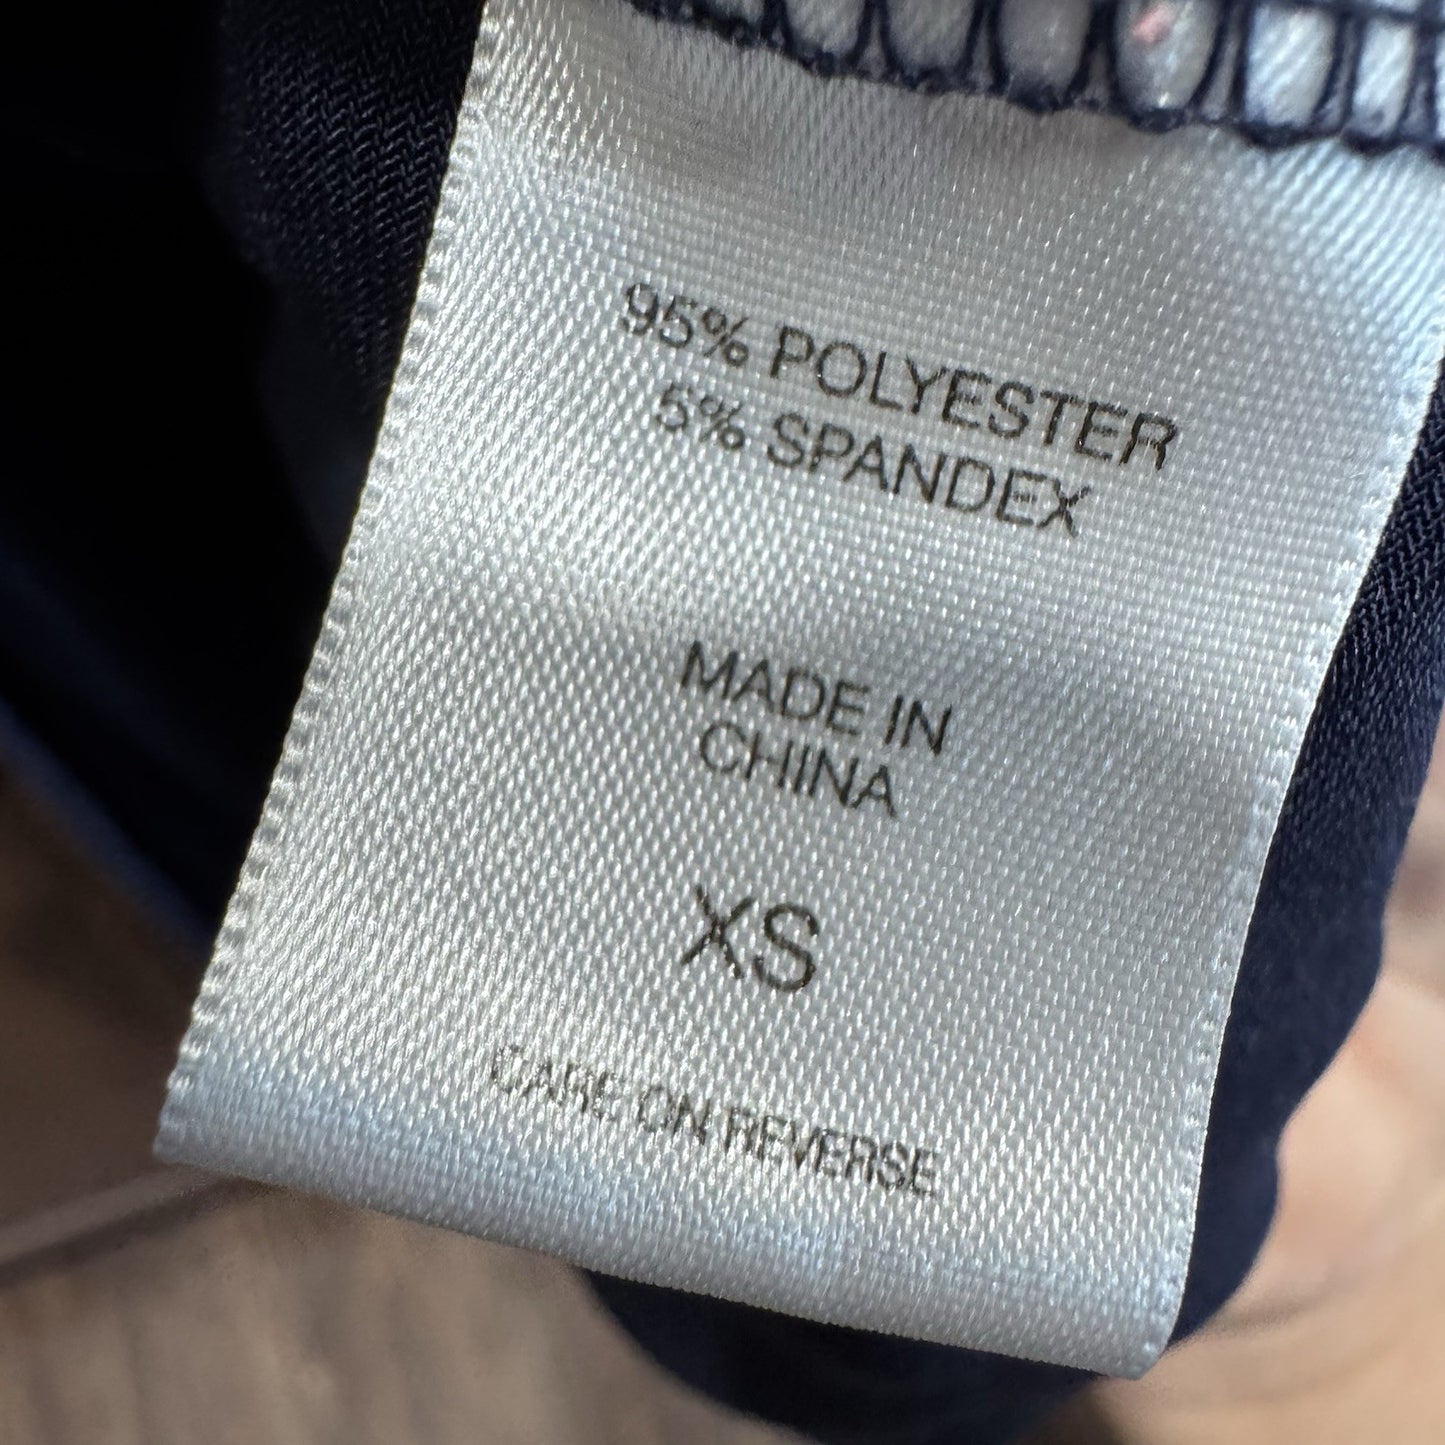 95% POLYESTER
5% SPANDEX
MADE IN
CHINA
XS
CARE ON REVERSE